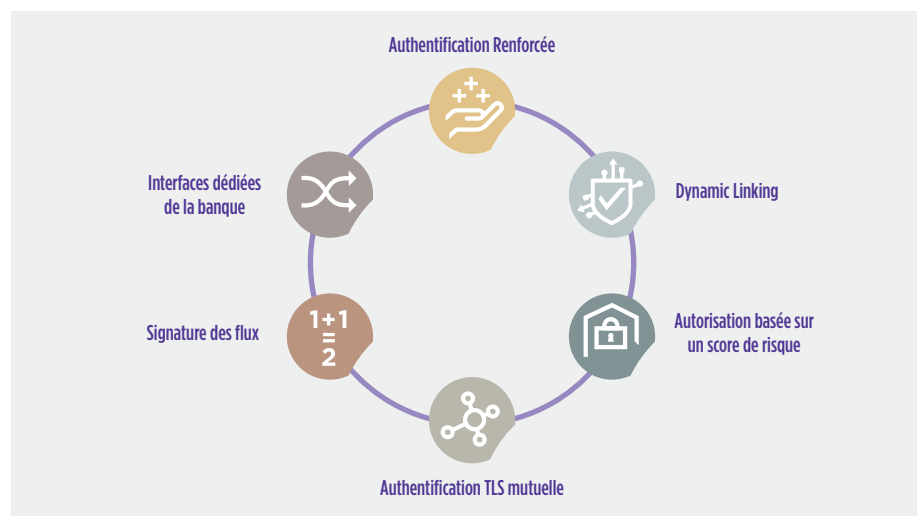 Authentification Renforcée
Interfaces dédiées
de la banque
Dynamic Linking
Signature des flux
1+1
=
2
Autorisation basée sur
un score de risque
Authentification TLS mutuelle